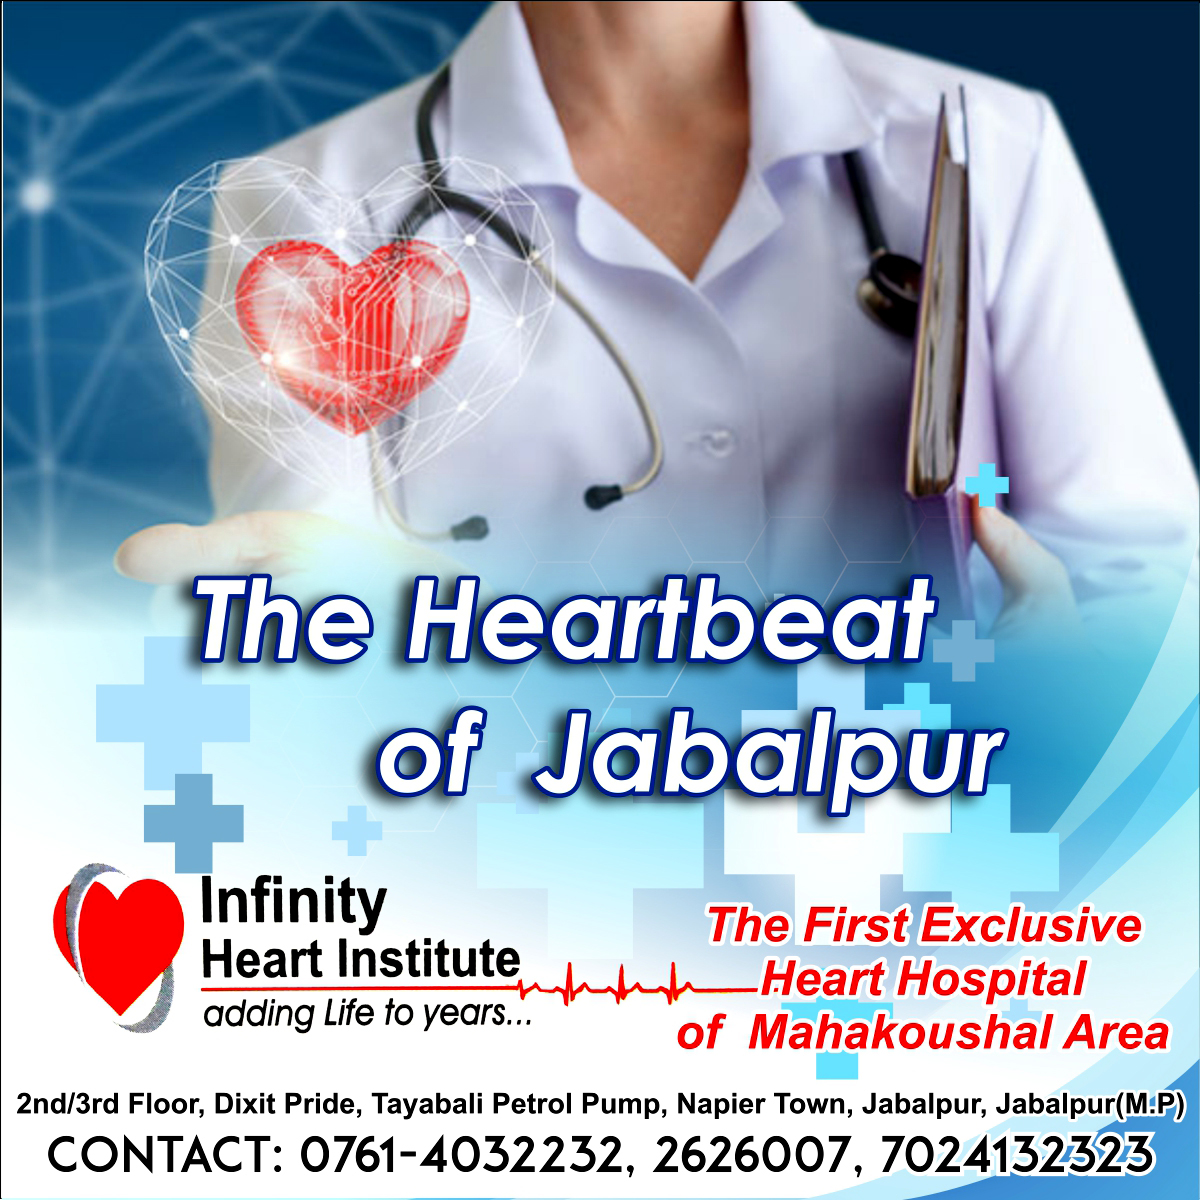 The Heartbeat
of Jabalpur
Infinity
Heart Institute
adding Life to years...
The First Exclusive
Heart Hospital
of Mahakoushal Area
2nd/3rd Floor, Dixit Pride, Tayabali Petrol Pump, Napier Town, Jabalpur, Jabalpur(M.P)
CONTACT: 0761-4032232, 2626007, 7024132323